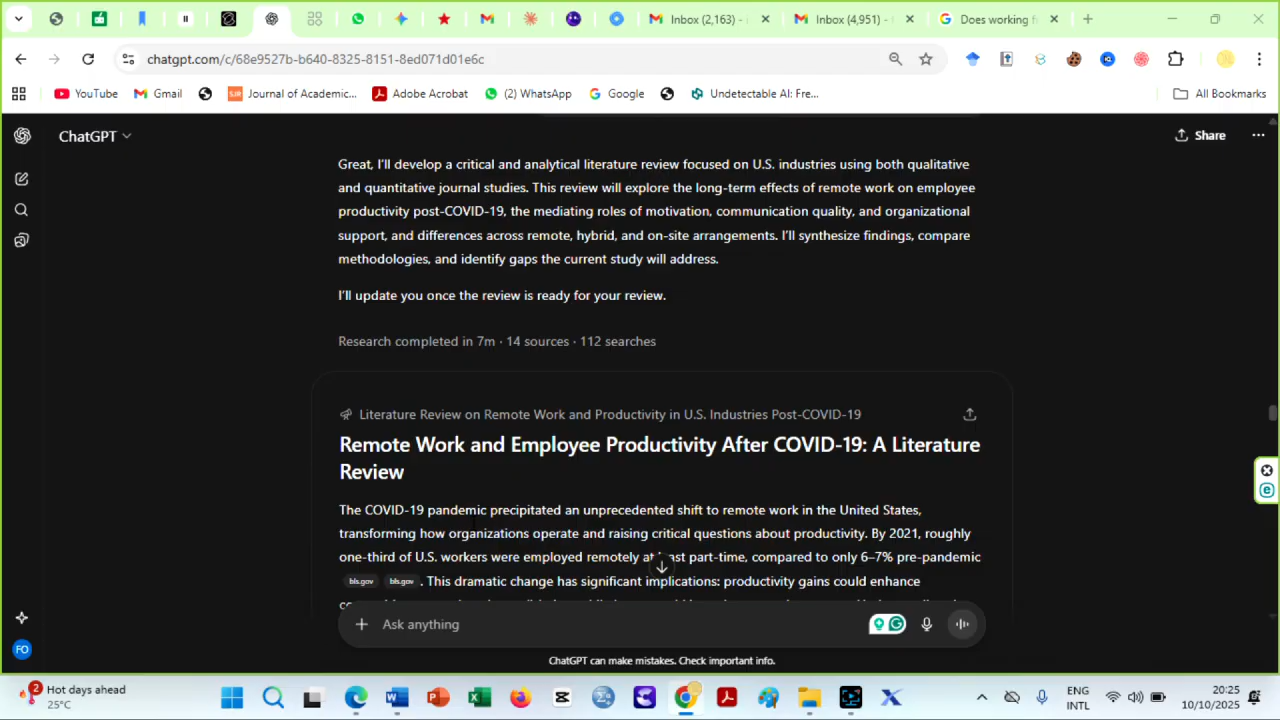 Inbox (2,163) -
Inbox (4,951) -
Does working f
chatgpt.com/c/68e9527b-b640-8325-8151-8ed071d01e6c
YouTube
Gmail
Journal of Academic...
Adobe Acrobat
(2) WhatsApp
Google
Undetectable AI: Fre...
All Bookmarks
ChatGPT
Share
Great, I'll develop a critical and analytical literature review focused on U.S. industries using both qualitative
and quantitative journal studies. This review will explore the long-term effects of remote work on employee
productivity post-COVID-19, the mediating roles of motivation, communication quality, and organizational
support, and differences across remote, hybrid, and on-site arrangements. I'll synthesize findings, compare
methodologies, and identify gaps the current study will address.
I'll update you once the review is ready for your review.
Research completed in 7m · 14 sources · 112 searches
Literature Review on Remote Work and Productivity in U.S. Industries Post-COVID-19
Remote Work and Employee Productivity After COVID-19: A Literature
Review
The COVID-19 pandemic precipitated an unprecedented shift to remote work in the United States,
transforming how organizations operate and raising critical questions about productivity. By 2021, roughly
one-third of U.S. workers were employed remotely at least part-time, compared to only 6–7% pre-pandemic
bls.gov bls.gov . This dramatic change has significant implications: productivity gains could enhance
Ask anything
ChatGPT can make mistakes. Check important info.
FO
2
Hot days ahead
25°C
ENG
INTL
20:25
10/10/2025